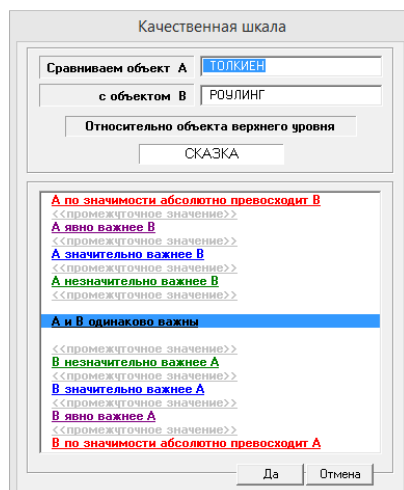 Качественная шкала
Сравниваем объект A ТОЛКИЕН
с объектом B РОУЛИНГ
Относительно объекта верхнего уровня
СКАЗКА
А по значимости абсолютно превосходит В
<<промежуточное значение>>
А явно важнее В
<<промежуточное значение>>
А значительно важнее В
<<промежуточное значение>>
А незначительно важнее В
<<промежуточное значение>>
А и В одинаково важны
<<промежуточное значение>>
В незначительно важнее А
<<промежуточное значение>>
В значительно важнее А
<<промежуточное значение>>
В явно важнее А
<<промежуточное значение>>
В по значимости абсолютно превосходит А
Да Отмена